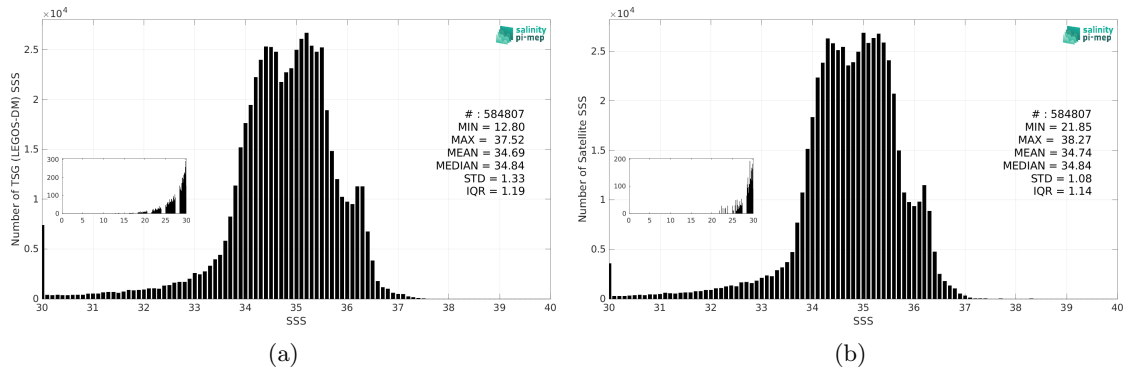 ×10⁴
2.5
2
1.5
1
0.5
0
Number of TSG (LEGOS-DM) SSS
salinity
pi-mep
# : 584807
MIN = 12.80
MAX = 37.52
MEAN = 34.69
MEDIAN = 34.84
STD = 1.33
IQR = 1.19
300
200
100
0
0 5 10 15 20 25 30
30 31 32 33 34 35 36 37 38 39 40
SSS
(a)
×10⁴
2.5
2
1.5
1
0.5
0
Number of Satellite SSS
salinity
pi-mep
# : 584807
MIN = 21.85
MAX = 38.27
MEAN = 34.74
MEDIAN = 34.84
STD = 1.08
IQR = 1.14
200
100
0
0 5 10 15 20 25 30
30 31 32 33 34 35 36 37 38 39 40
SSS
(b)